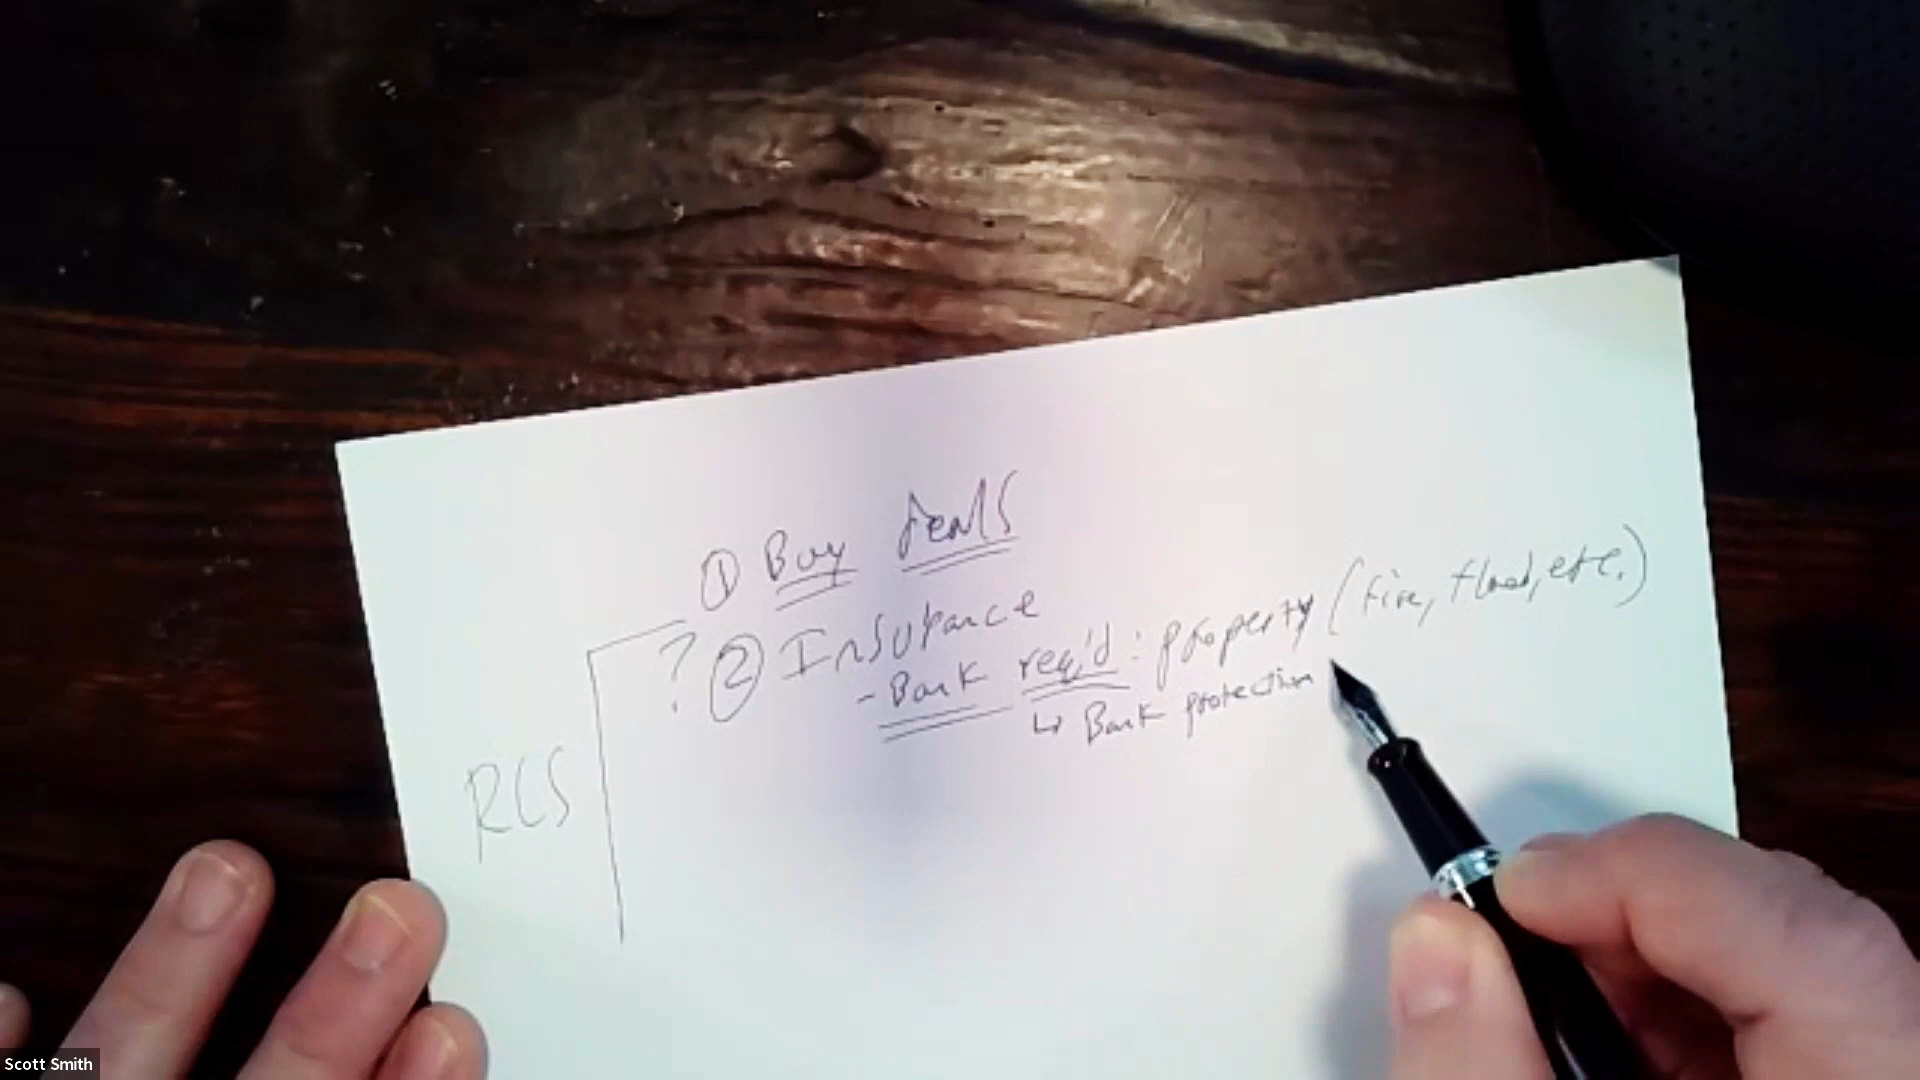 ① Buy deals
? ② Insurance
- Bank req'd: property (fire, flood, etc.)
↳ Bank protection
RCS
Scott Smith